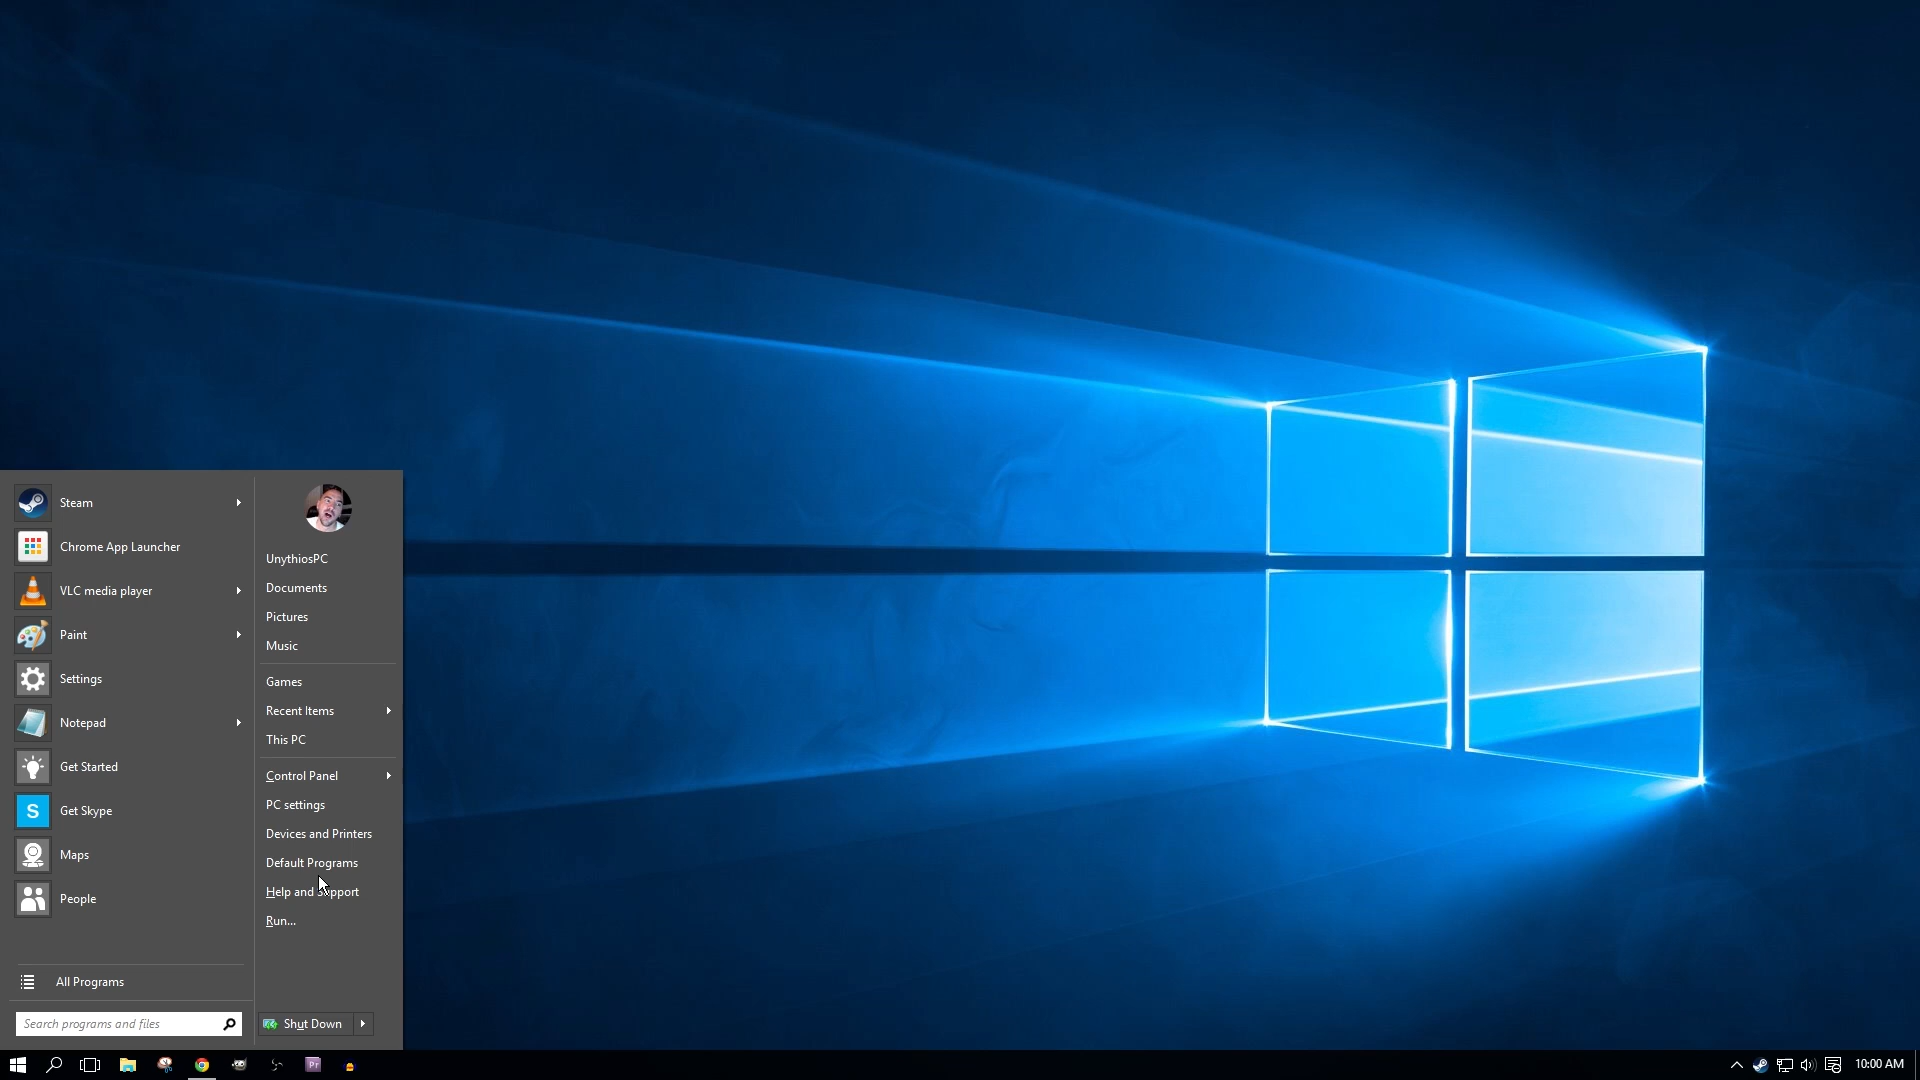 Steam
Chrome App Launcher
VLC media player
Paint
Settings
Notepad
Get Started
S
Get Skype
Maps
People
All Programs
Search programs and files
UnythiosPC
Documents
Pictures
Music
Games
Recent Items
This PC
Control Panel
PC settings
Devices and Printers
Default Programs
Help and Support
Run...
Shut Down
Pr
10:00 AM